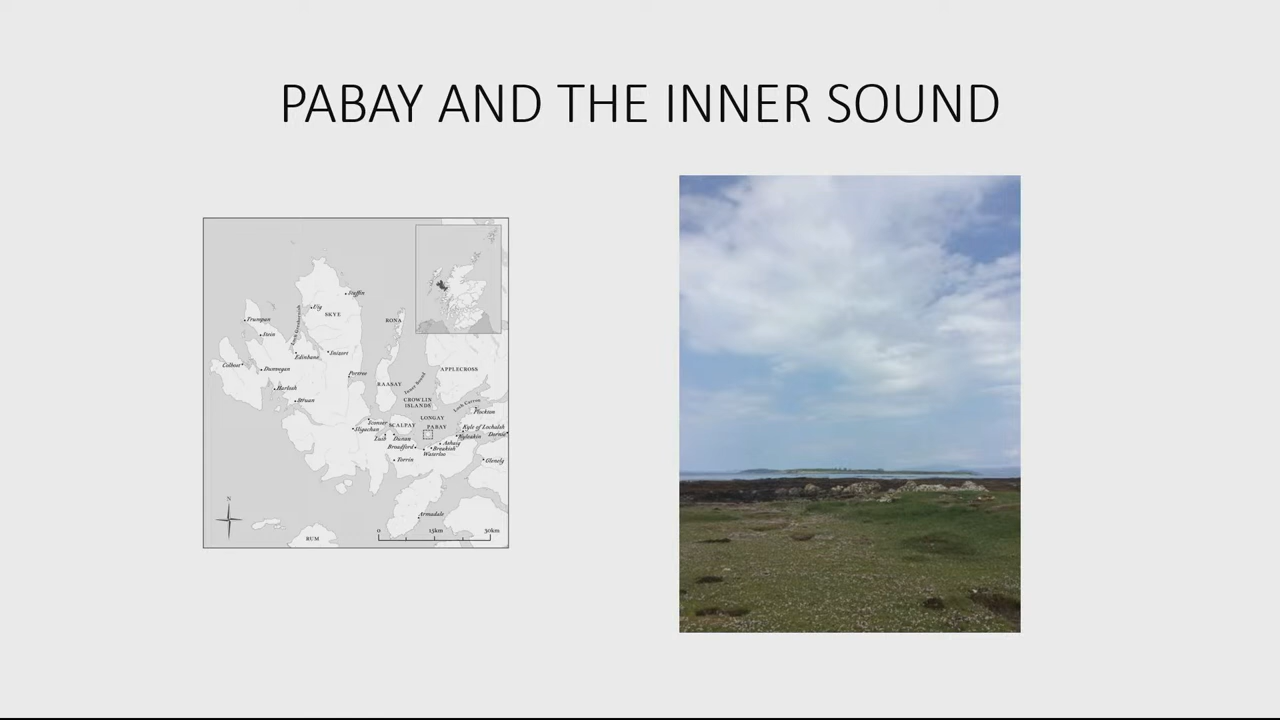 PABAY AND THE INNER SOUND
Staffin
Uig
SKYE
RONA
Trumpan
Stein
Edinbane
Snizort
Colbost
Dunvegan
Portree
APPLECROSS
RAASAY
Inner Sound
Harlosh
Struan
CROWLIN
ISLANDS
Loch Carron
Plockton
LONGAY
Sligachan
SCALPAY
PABAY
Kyle of Lochalsh
Dornie
Luib
Dunan
Kyleakin
Ashaig
Broadford
Breakish
Waterloo
Torrin
Glenelg
N
Armadale
0
15km
30km
RUM